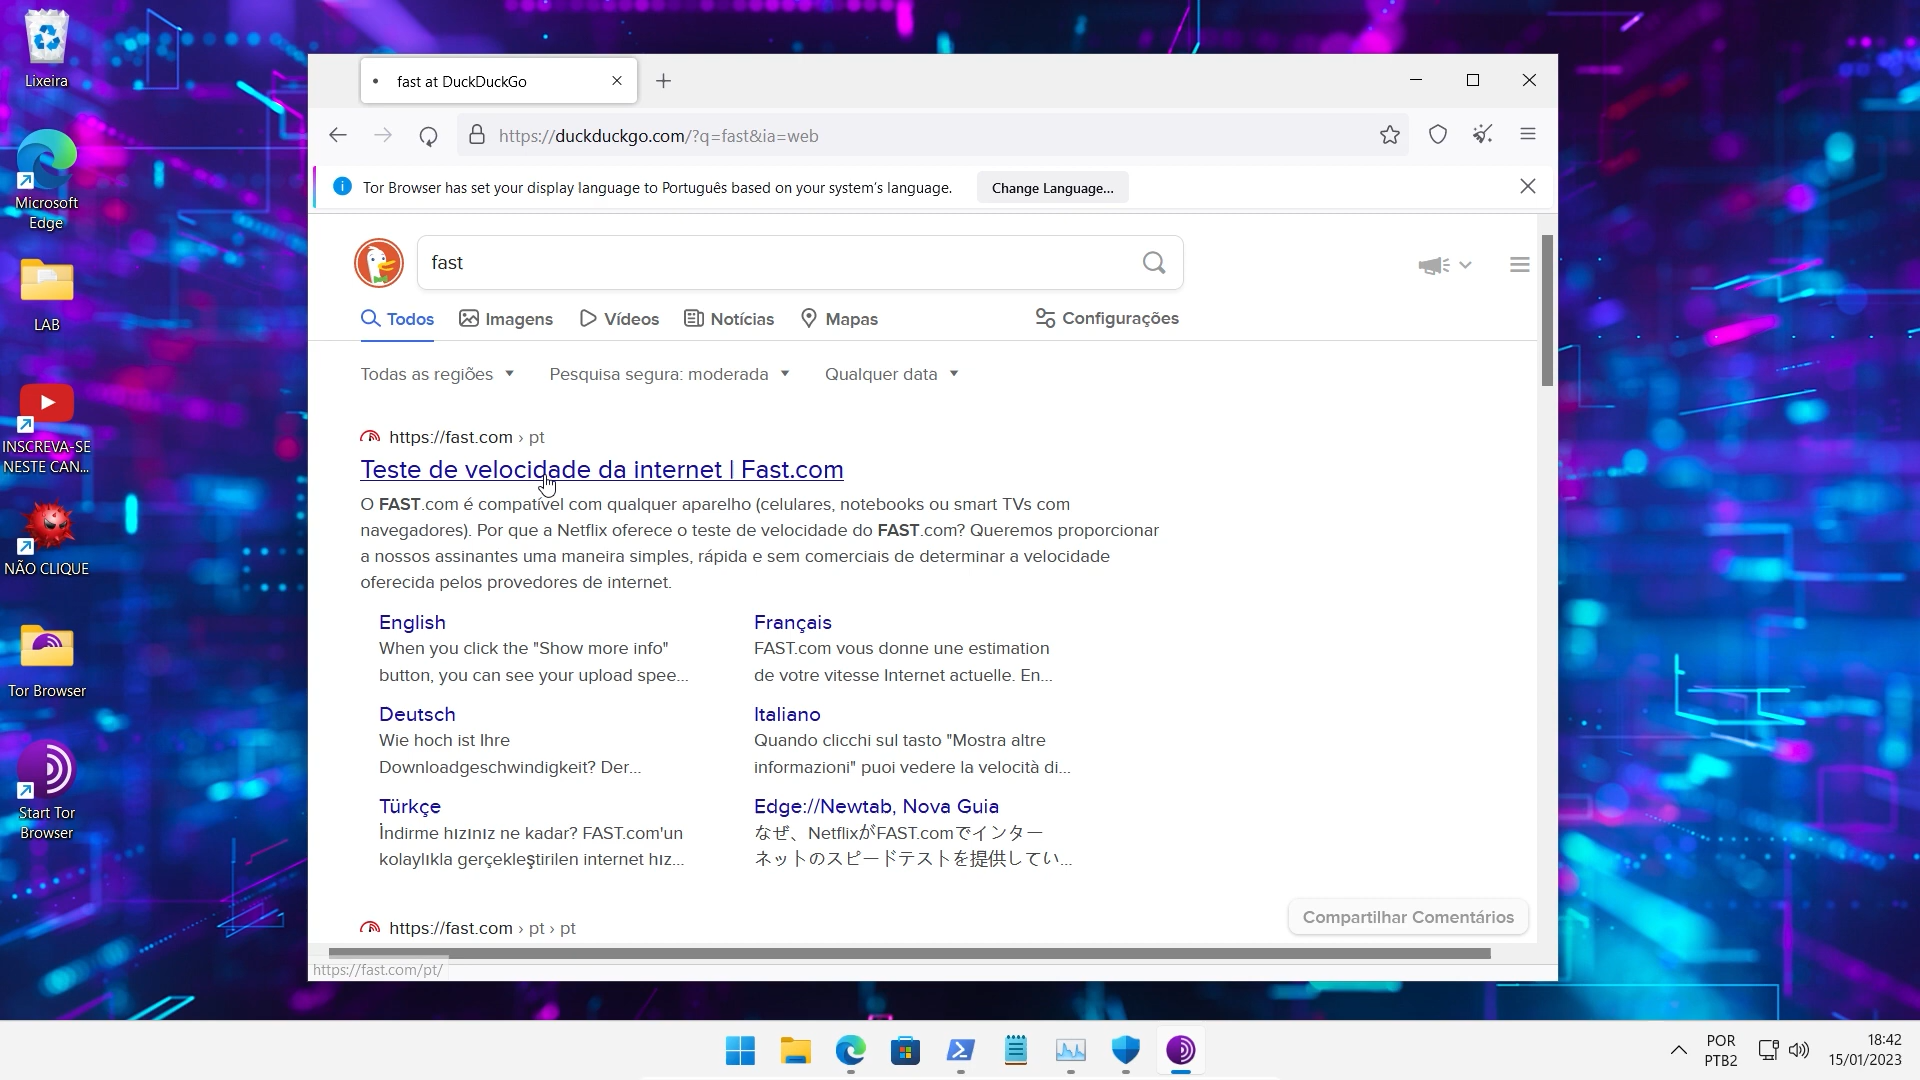 Lixeira
Microsoft
Edge
LAB
INSCREVA-SE
NESTE CAN...
NÃO CLIQUE
Tor Browser
Start Tor
Browser
fast at DuckDuckGo
https://duckduckgo.com/?q=fast&ia=web
Tor Browser has set your display language to Português based on your system's language.
Change Language...
fast
Todos
Imagens
Vídeos
Notícias
Mapas
Configurações
Todas as regiões
Pesquisa segura: moderada
Qualquer data
https://fast.com › pt
Teste de velocidade da internet | Fast.com
O FAST.com é compatível com qualquer aparelho (celulares, notebooks ou smart TVs com
navegadores). Por que a Netflix oferece o teste de velocidade do FAST.com? Queremos proporcionar
a nossos assinantes uma maneira simples, rápida e sem comerciais de determinar a velocidade
oferecida pelos provedores de internet.
English
When you click the "Show more info"
button, you can see your upload spee...
Français
FAST.com vous donne une estimation
de votre vitesse Internet actuelle. En...
Deutsch
Wie hoch ist Ihre
Downloadgeschwindigkeit? Der...
Italiano
Quando clicchi sul tasto "Mostra altre
informazioni" puoi vedere la velocità di...
Türkçe
İndirme hızınız ne kadar? FAST.com'un
kolaylıkla gerçekleştirilen internet hız...
Edge://Newtab, Nova Guia
なぜ、NetflixがFAST.comでインター
ネットのスピードテストを提供してい...
https://fast.com › pt › pt
Compartilhar Comentários
https://fast.com/pt/
POR
PTB2
18:42
15/01/2023